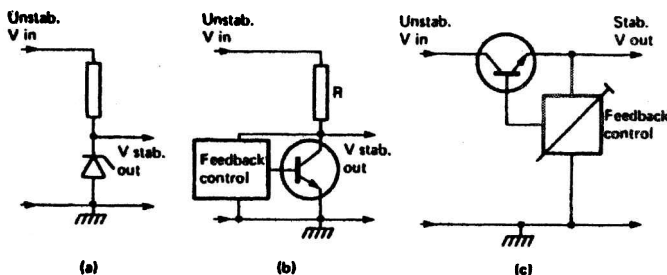 Unstab.
V in
V stab.
out
(a)
Unstab.
V in
R
Feedback
control
V stab.
out
(b)
Unstab.
V in
Stab.
V out
Feedback
control
(c)